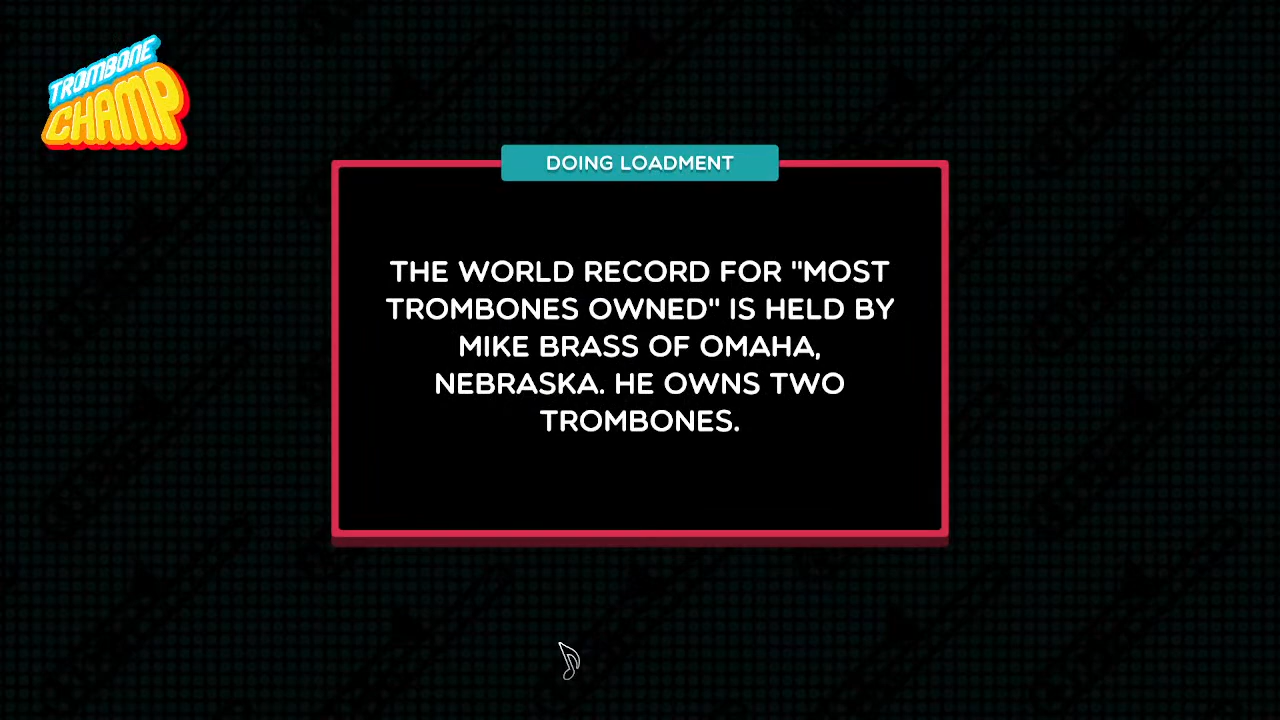 TROMBONE
CHAMP
DOING LOADMENT
THE WORLD RECORD FOR "MOST
TROMBONES OWNED" IS HELD BY
MIKE BRASS OF OMAHA,
NEBRASKA. HE OWNS TWO
TROMBONES.